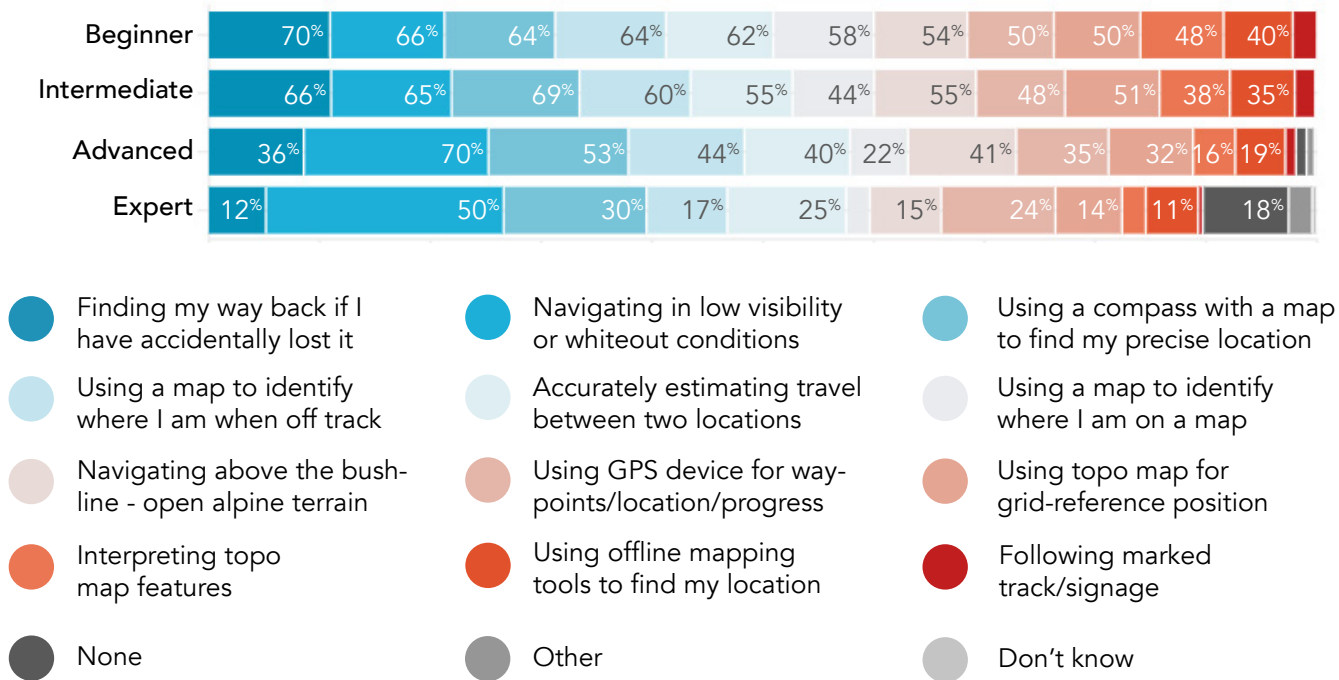 Beginner 70% 66% 64% 64% 62% 58% 54% 50% 50% 48% 40%
Intermediate 66% 65% 69% 60% 55% 44% 55% 48% 51% 38% 35%
Advanced 36% 70% 53% 44% 40% 22% 41% 35% 32% 16% 19%
Expert 12% 50% 30% 17% 25% 15% 24% 14% 11% 18%
Finding my way back if I
have accidentally lost it
Navigating in low visibility
or whiteout conditions
Using a compass with a map
to find my precise location
Using a map to identify
where I am when off track
Accurately estimating travel
between two locations
Using a map to identify
where I am on a map
Navigating above the bush-
line - open alpine terrain
Using GPS device for way-
points/location/progress
Using topo map for
grid-reference position
Interpreting topo
map features
Using offline mapping
tools to find my location
Following marked
track/signage
None
Other
Don't know